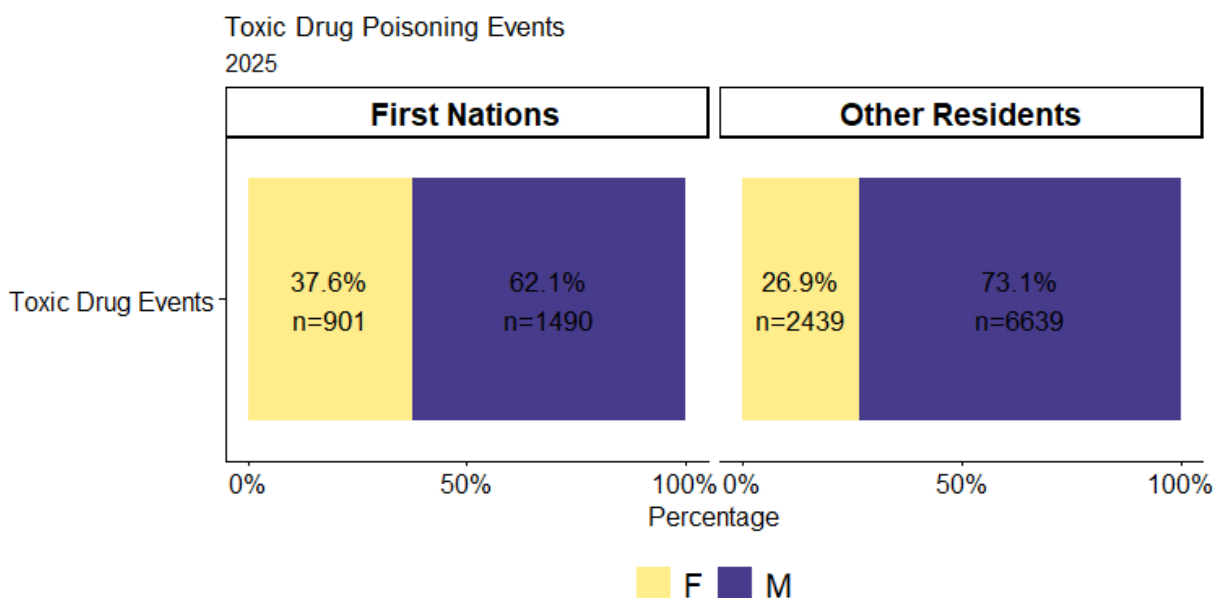 Toxic Drug Poisoning Events
2025
First Nations
Other Residents
Toxic Drug Events
37.6%
n=901
62.1%
n=1490
26.9%
n=2439
73.1%
n=6639
0%
50%
100%
0%
50%
100%
Percentage
F
M